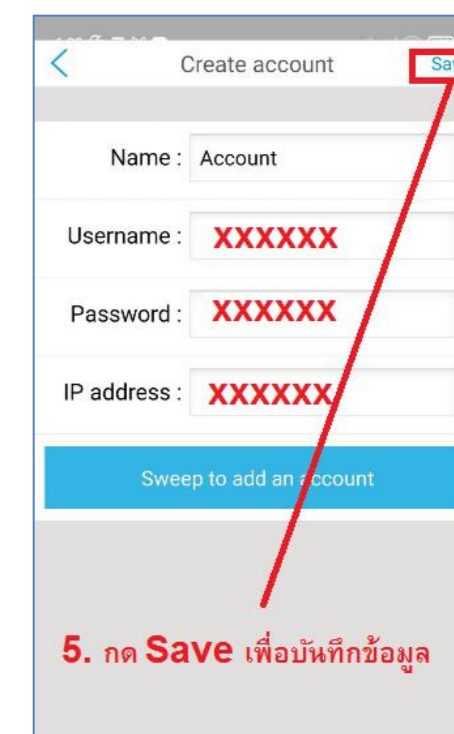 Create account
Name : Account
Username : XXXXXX
Password : XXXXXX
IP address : XXXXXX
Sweep to add an account
5. กด Save เพื่อบันทึกข้อมูล